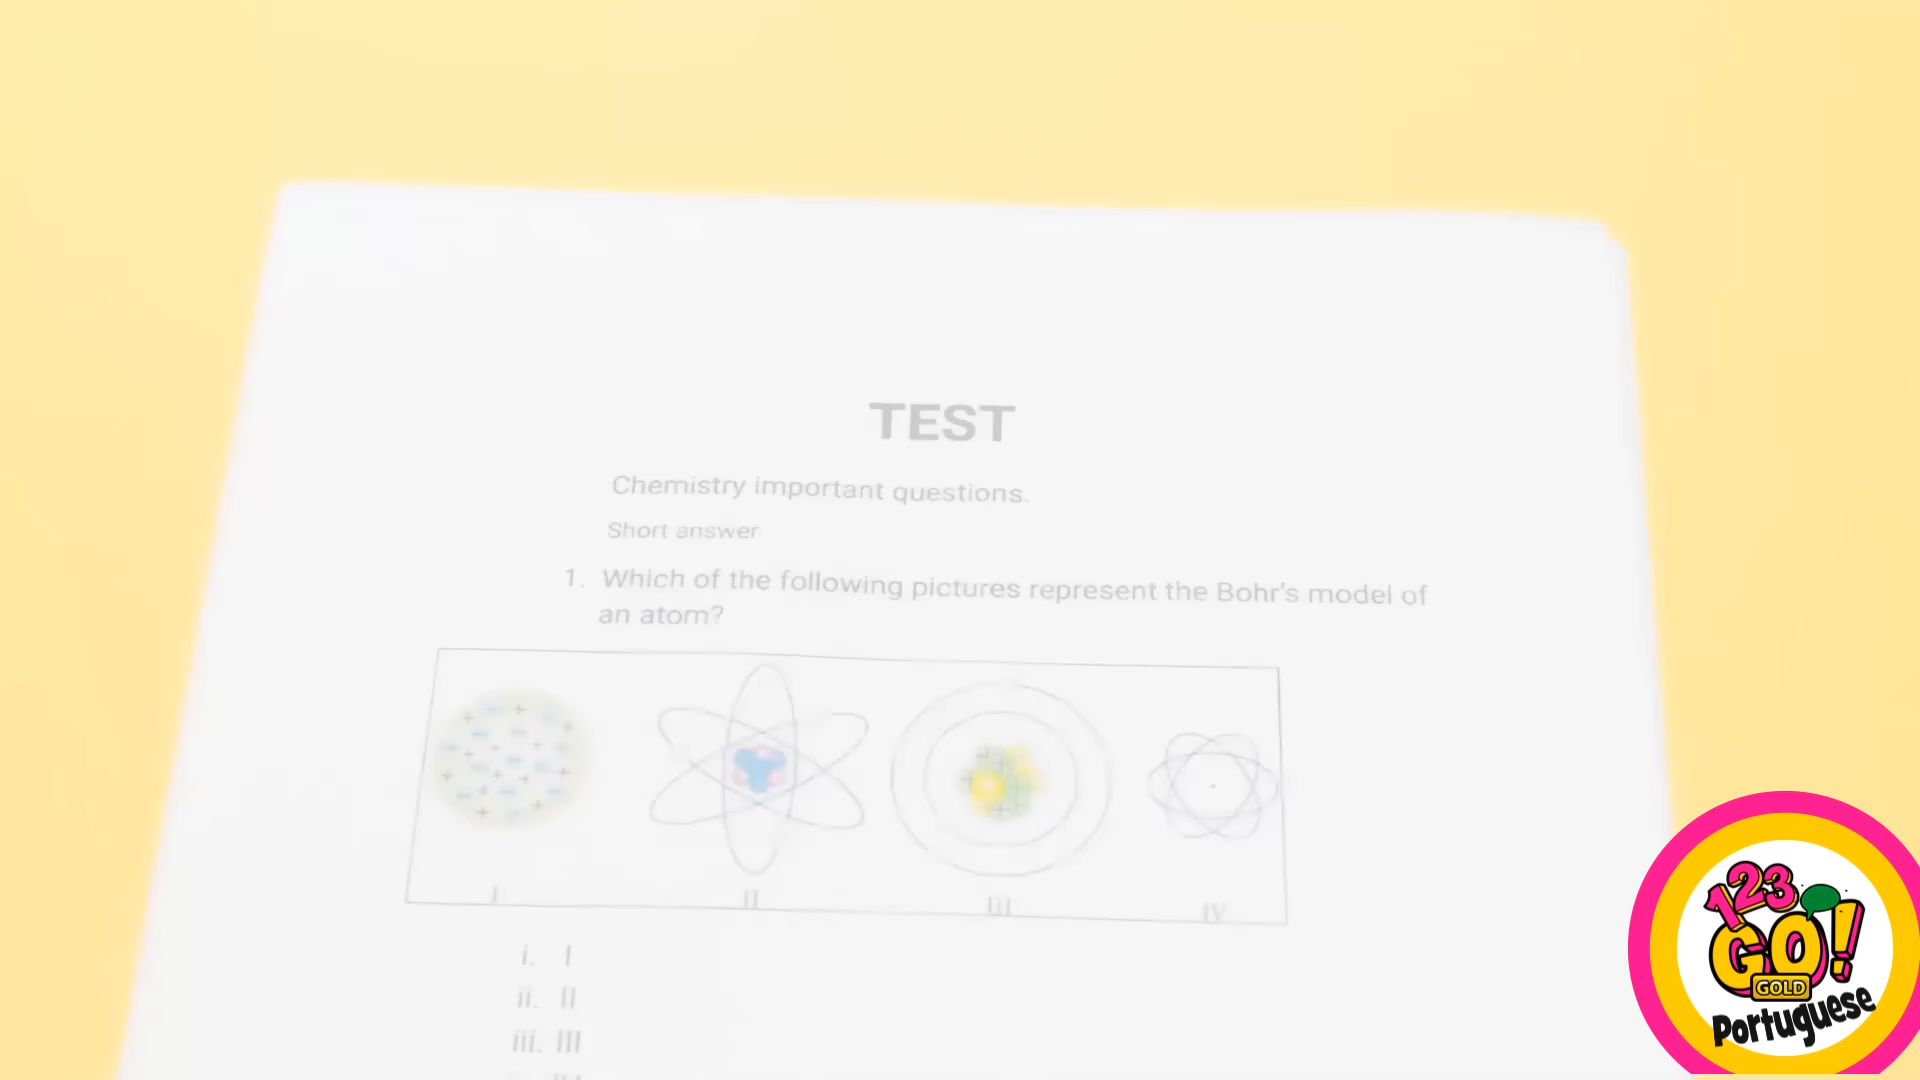 TEST
Chemistry important questions.
Short answer
1. Which of the following pictures represent the Bohr's model of
an atom?
I II III IV
i. I
ii. II
iii. III
123
GO!
GOLD
Portuguese